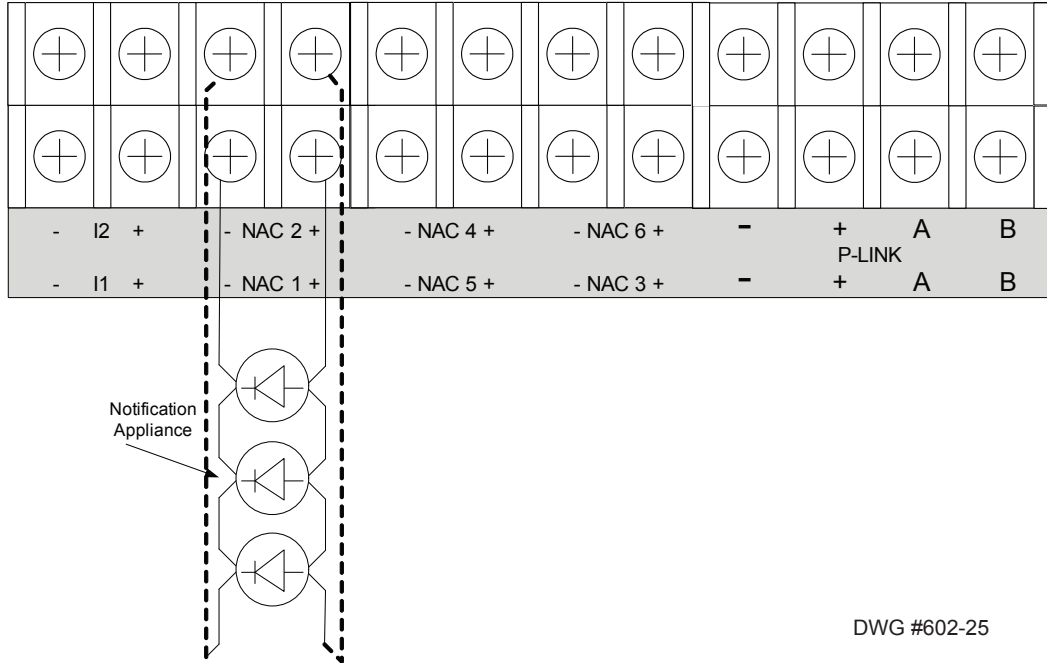 - I2 + - NAC 2 + - NAC 4 + - NAC 6 + - + A B
P-LINK
- I1 + - NAC 1 + - NAC 5 + - NAC 3 + - + A B
Notification
Appliance
DWG #602-25